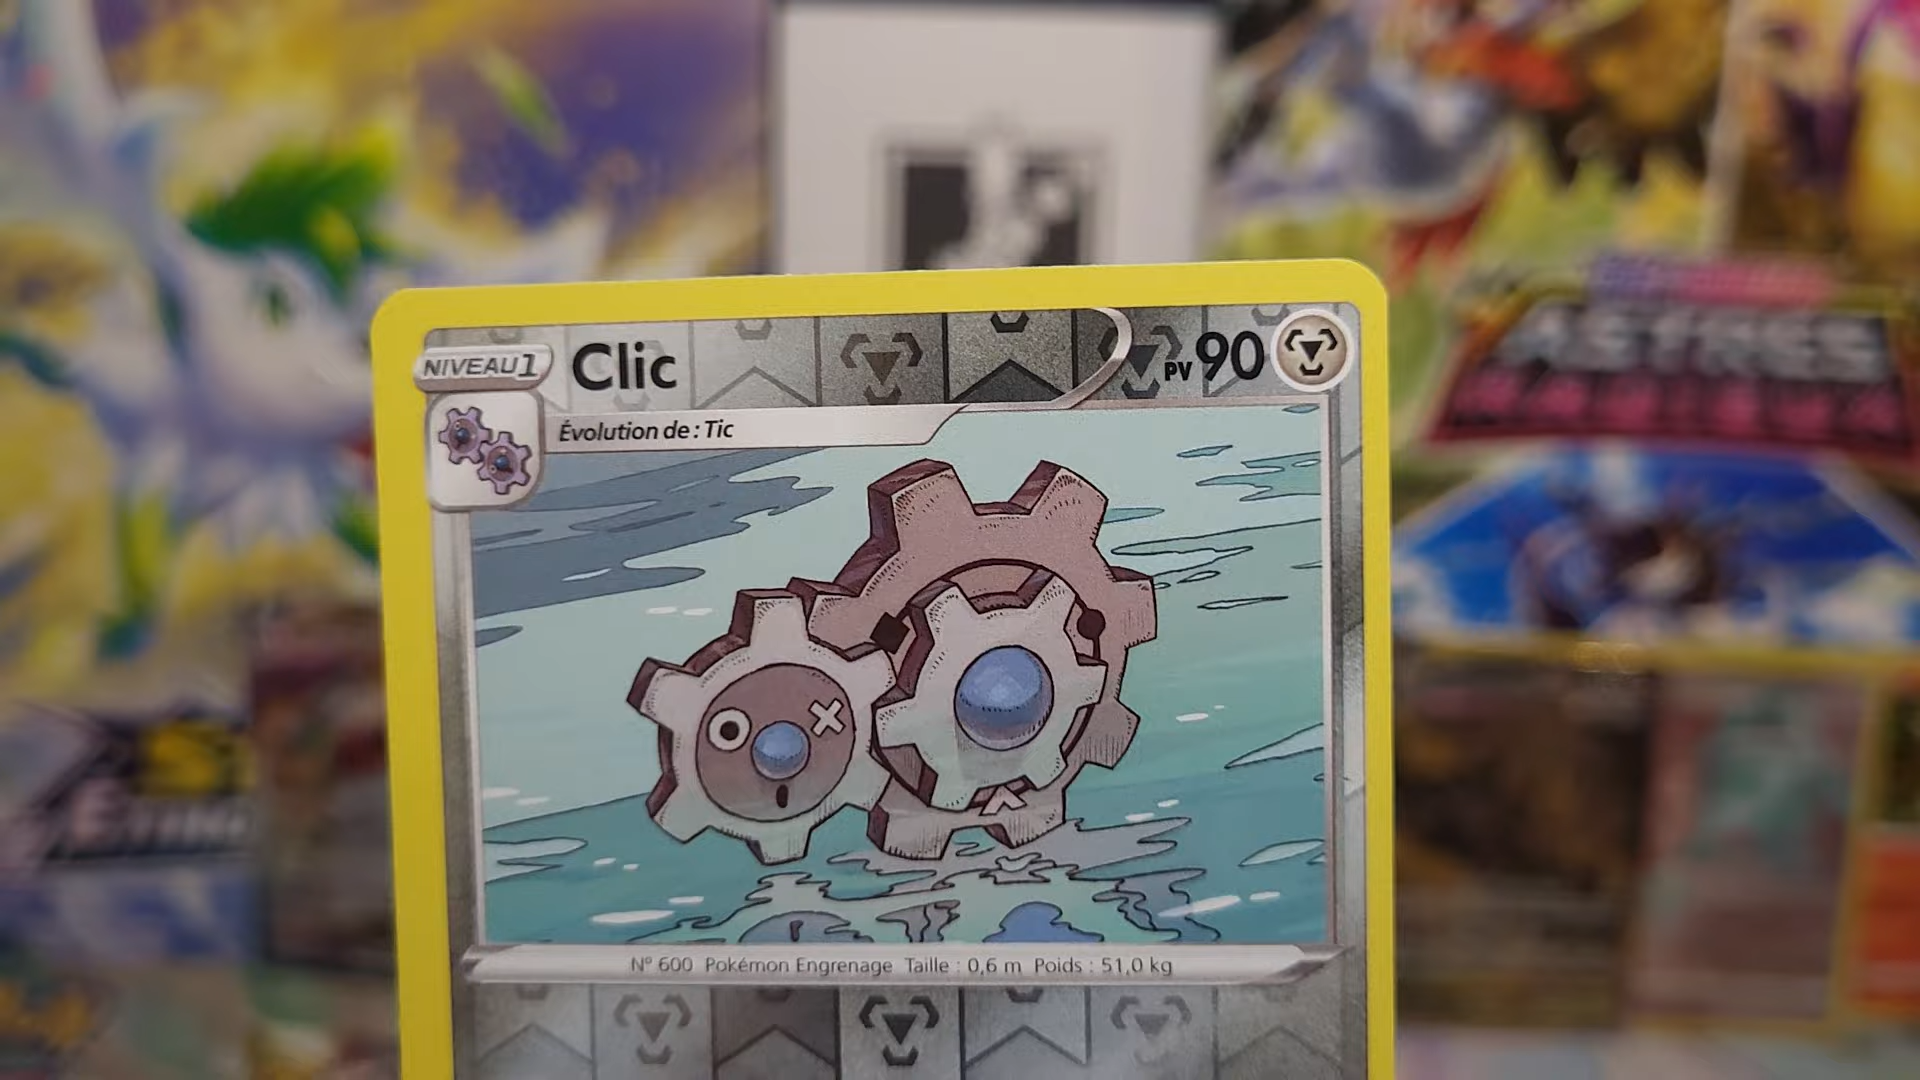 NIVEAU 1 Clic PV 90
Évolution de : Tic
N° 600 Pokémon Engrenage Taille : 0,6 m Poids : 51,0 kg
ASTRES